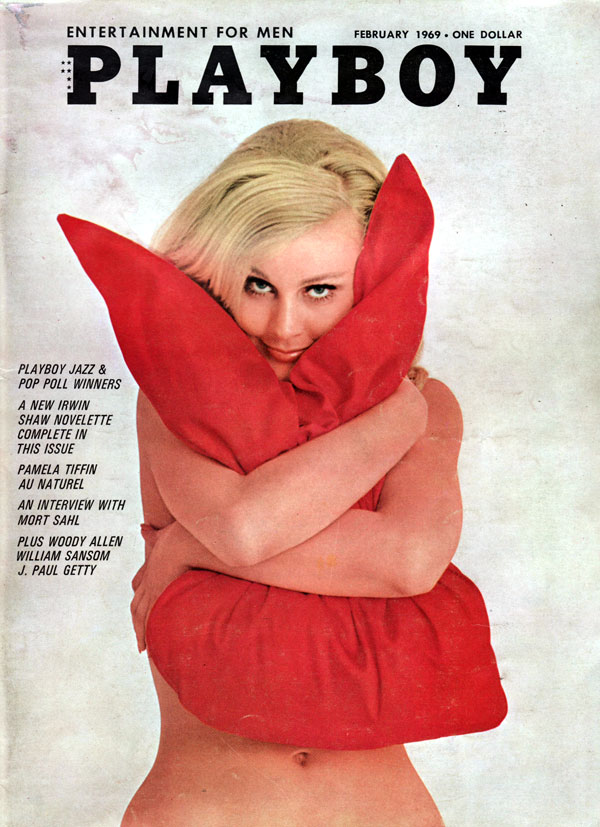 ENTERTAINMENT FOR MEN
FEBRUARY 1969 • ONE DOLLAR
PLAYBOY
PLAYBOY JAZZ &
POP POLL WINNERS
A NEW IRWIN
SHAW NOVELETTE
COMPLETE IN
THIS ISSUE
PAMELA TIFFIN
AU NATUREL
AN INTERVIEW WITH
MORT SAHL
PLUS WOODY ALLEN
WILLIAM SANSOM
J. PAUL GETTY